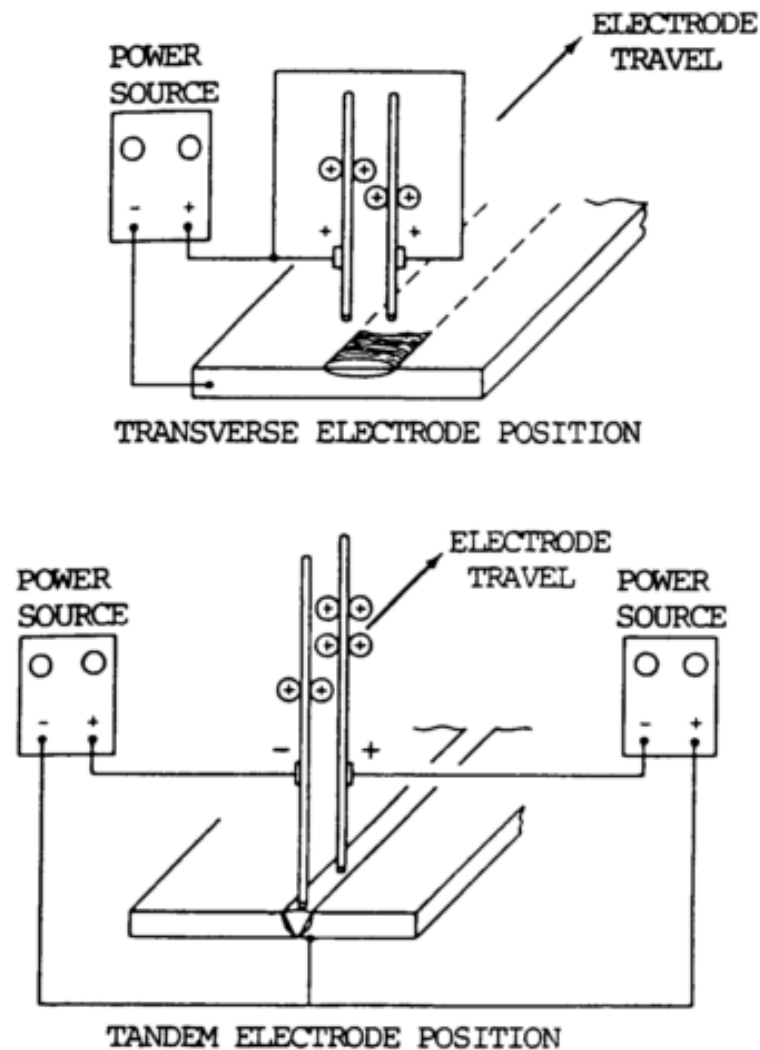 ELECTRODE
TRAVEL
POWER
SOURCE
- +
+ +
TRANSVERSE ELECTRODE POSITION
ELECTRODE
TRAVEL
POWER
SOURCE
POWER
SOURCE
- +
- +
- +
TANDEM ELECTRODE POSITION